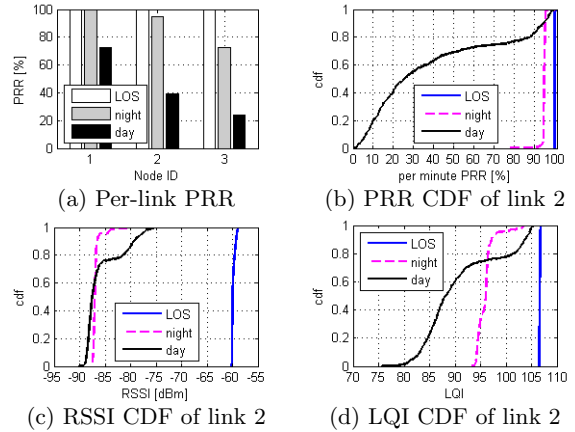 100
80
60
40
20
0
PRR [%]
LOS
night
day
1 2 3
Node ID
(a) Per-link PRR
1
0.8
0.6
0.4
0.2
0
cdf
LOS
night
day
0 10 20 30 40 50 60 70 80 90 100
per minute PRR [%]
(b) PRR CDF of link 2
1
0.8
0.6
0.4
0.2
0
cdf
LOS
night
day
-95 -90 -85 -80 -75 -70 -65 -60 -55
RSSI [dBm]
(c) RSSI CDF of link 2
1
0.8
0.6
0.4
0.2
0
cdf
LOS
night
day
70 75 80 85 90 95 100 105 110
LQI
(d) LQI CDF of link 2